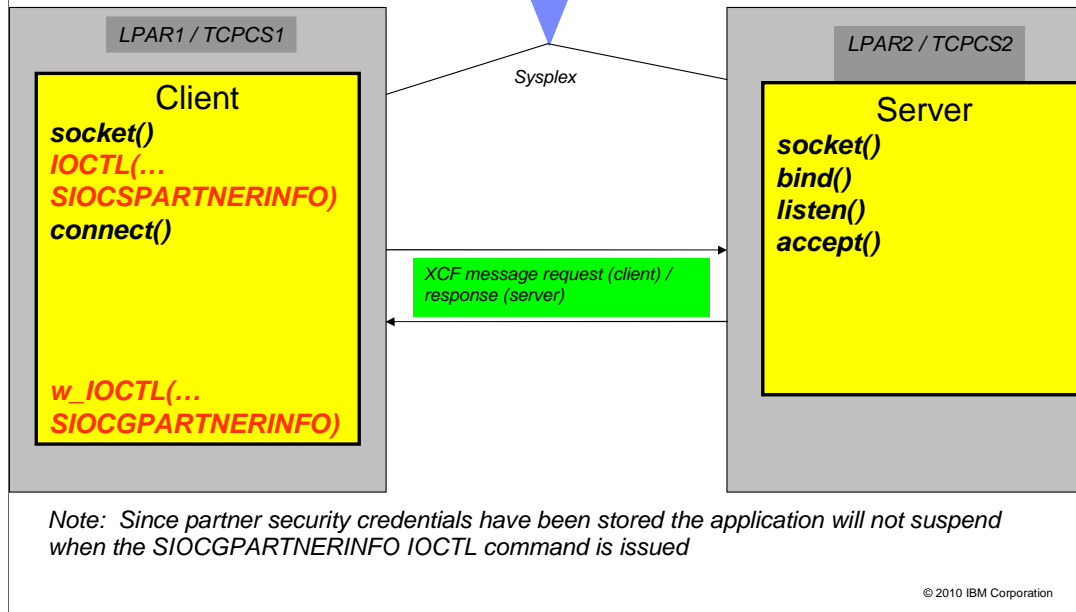 LPAR1 / TCPCS1
Client
socket()
IOCTL(…
SIOCSPARTNERINFO)
connect()
w_IOCTL(…
SIOCGPARTNERINFO)
Sysplex
XCF message request (client) /
response (server)
LPAR2 / TCPCS2
Server
socket()
bind()
listen()
accept()
Note:  Since partner security credentials have been stored the application will not suspend
when the SIOCGPARTNERINFO IOCTL command is issued
© 2010 IBM Corporation